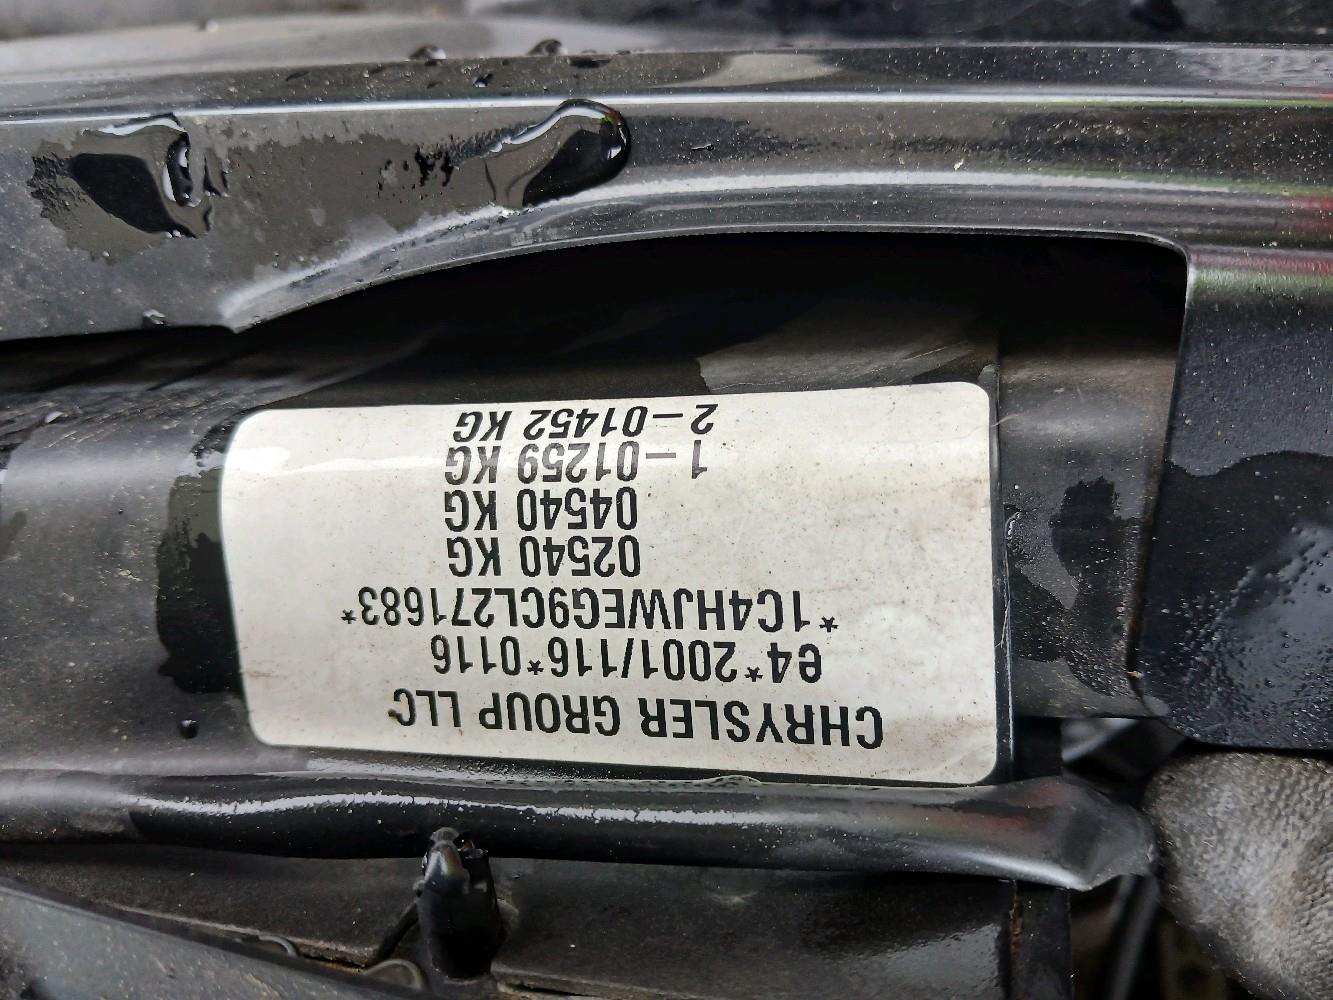 CHRYSLER GROUP LLC
e4*2001/116*0116
*1C4HJWEG9CL271683*
02540 KG
04540 KG
1-01259 KG
2-01452 KG